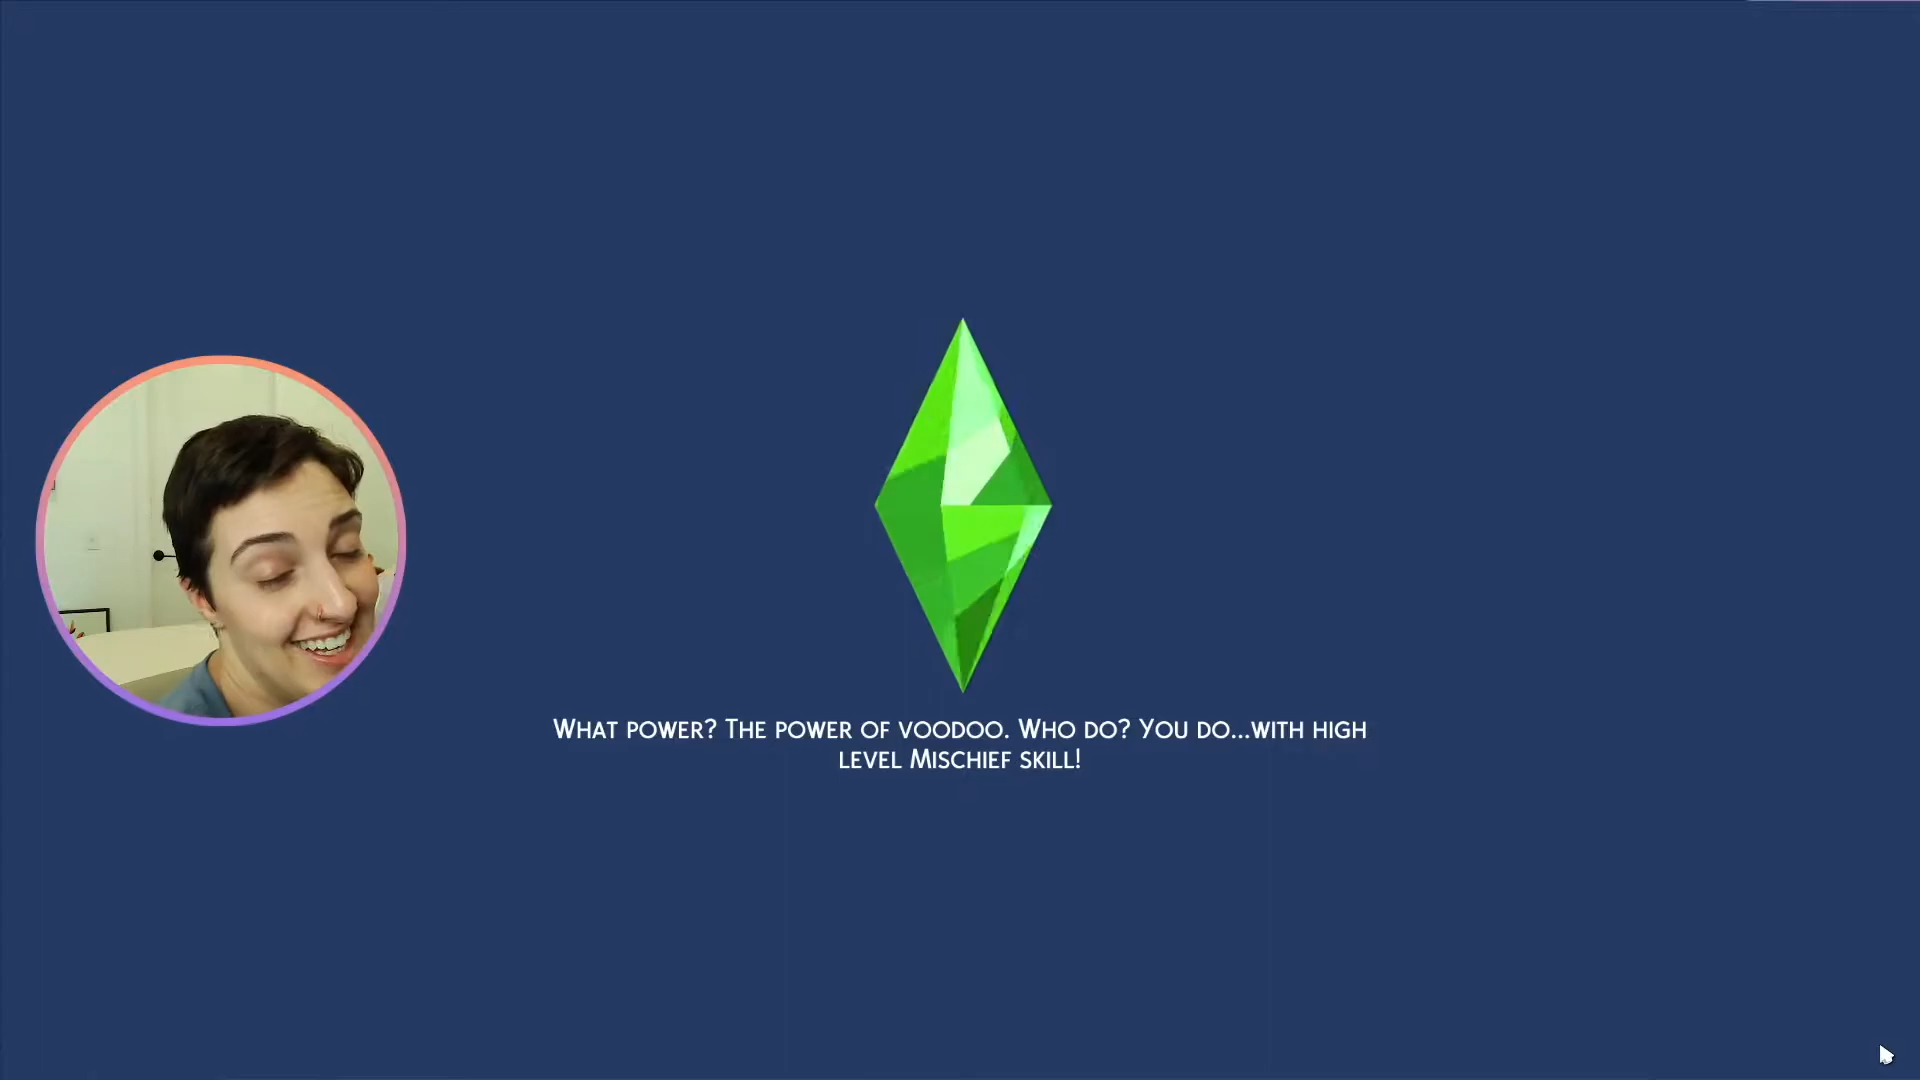 What power? The power of voodoo. Who do? You do...with high
level Mischief skill!